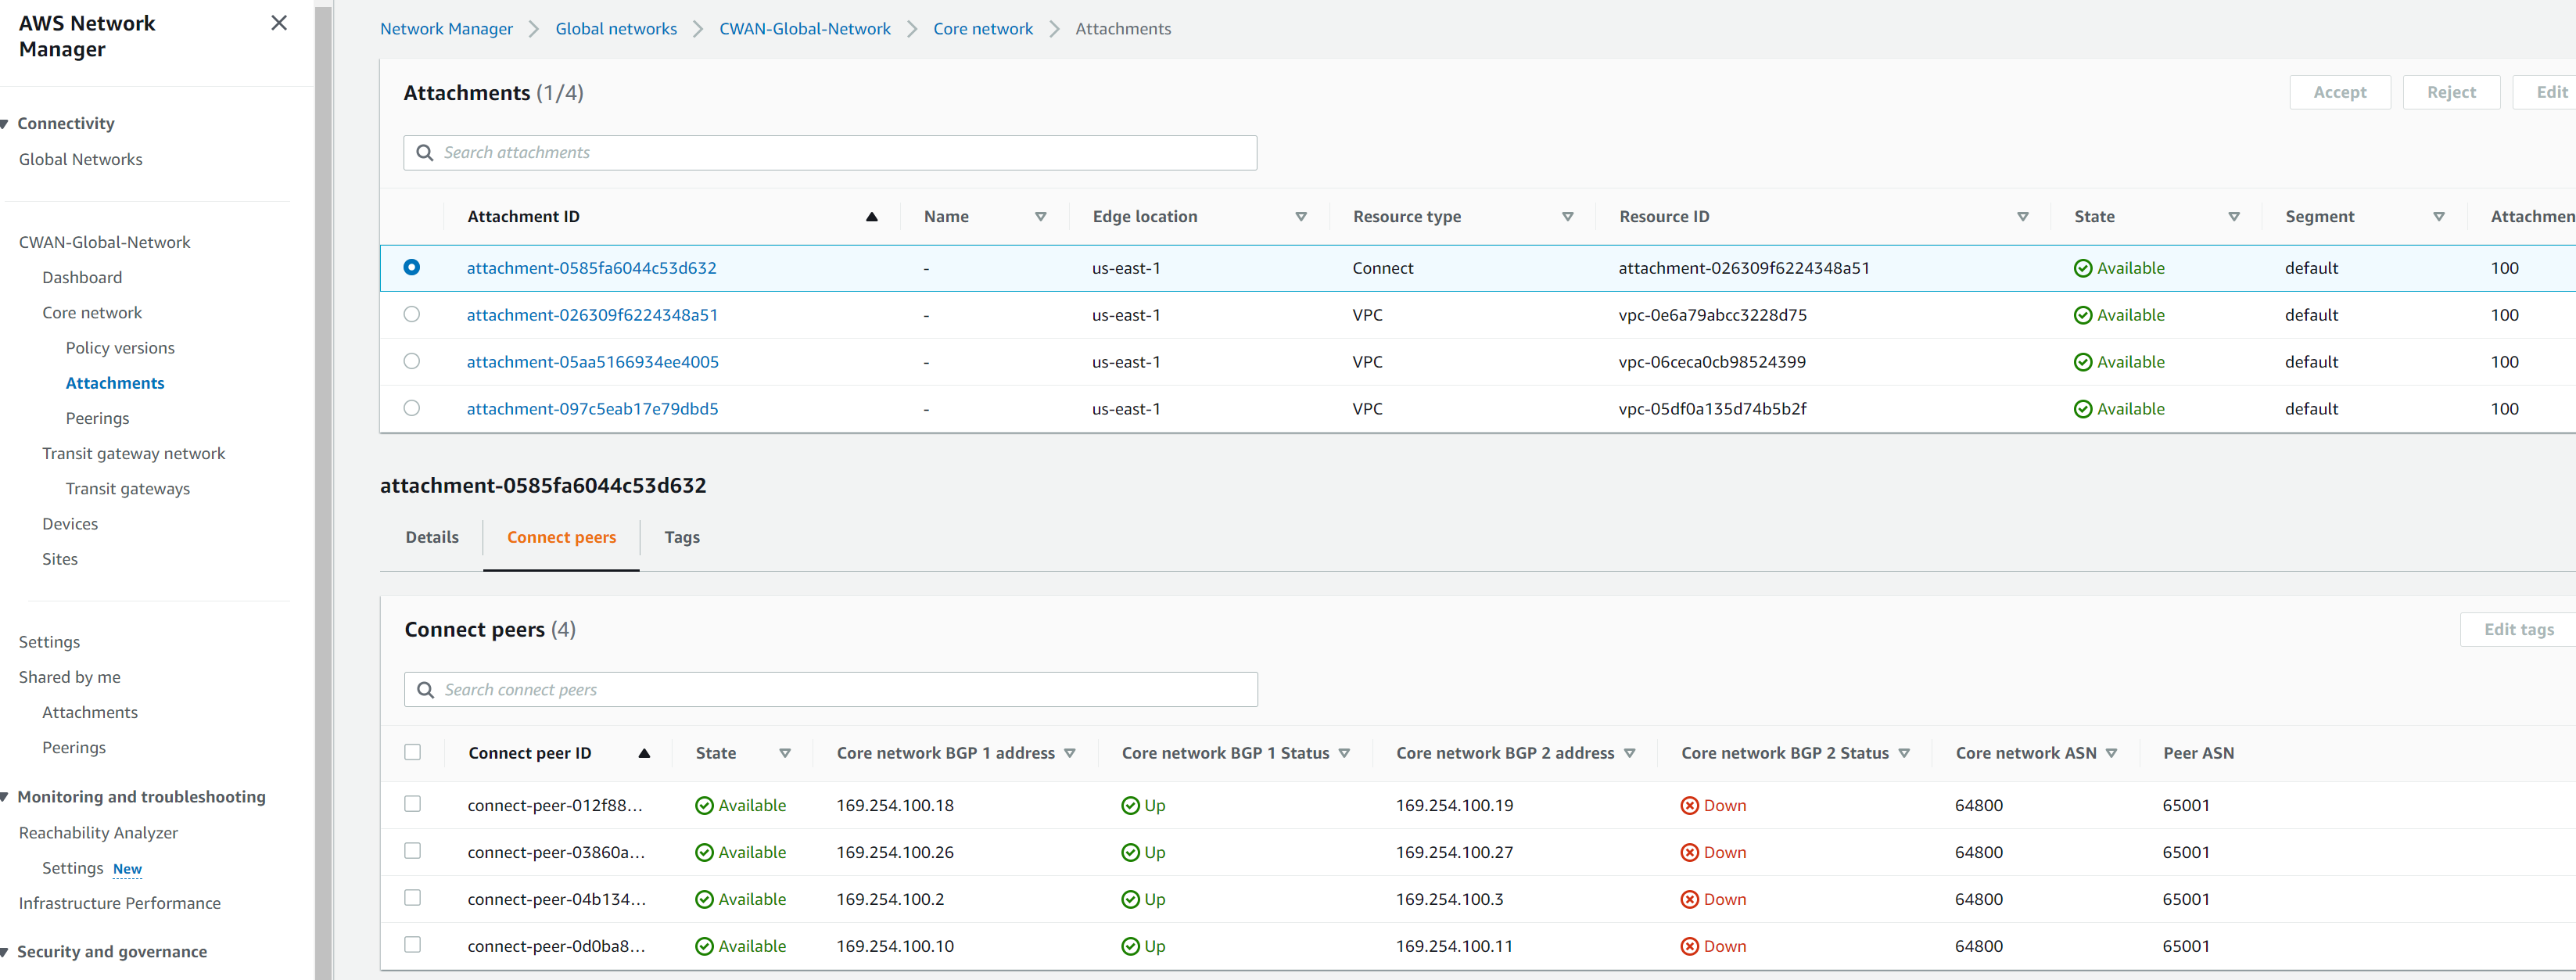 AWS Network
Manager
Connectivity
Global Networks
CWAN-Global-Network
Dashboard
Core network
Policy versions
Attachments
Peerings
Transit gateway network
Transit gateways
Devices
Sites
Settings
Shared by me
Attachments
Peerings
Monitoring and troubleshooting
Reachability Analyzer
Settings New
Infrastructure Performance
Security and governance
Network Manager Global networks CWAN-Global-Network Core network Attachments
Attachments (1/4) Accept Reject Edit
Search attachments
Attachment ID Name Edge location Resource type Resource ID State Segment Attachmen
attachment-0585fa6044c53d632 - us-east-1 Connect attachment-026309f6224348a51 Available default 100
attachment-026309f6224348a51 - us-east-1 VPC vpc-0e6a79abcc3228d75 Available default 100
attachment-05aa5166934ee4005 - us-east-1 VPC vpc-06ceca0cb98524399 Available default 100
attachment-097c5eab17e79dbd5 - us-east-1 VPC vpc-05df0a135d74b5b2f Available default 100
attachment-0585fa6044c53d632
Details Connect peers Tags
Connect peers (4) Edit tags
Search connect peers
Connect peer ID State Core network BGP 1 address Core network BGP 1 Status Core network BGP 2 address Core network BGP 2 Status Core network ASN Peer ASN
connect-peer-012f88... Available 169.254.100.18 Up 169.254.100.19 Down 64800 65001
connect-peer-03860a... Available 169.254.100.26 Up 169.254.100.27 Down 64800 65001
connect-peer-04b134... Available 169.254.100.2 Up 169.254.100.3 Down 64800 65001
connect-peer-0d0ba8... Available 169.254.100.10 Up 169.254.100.11 Down 64800 65001